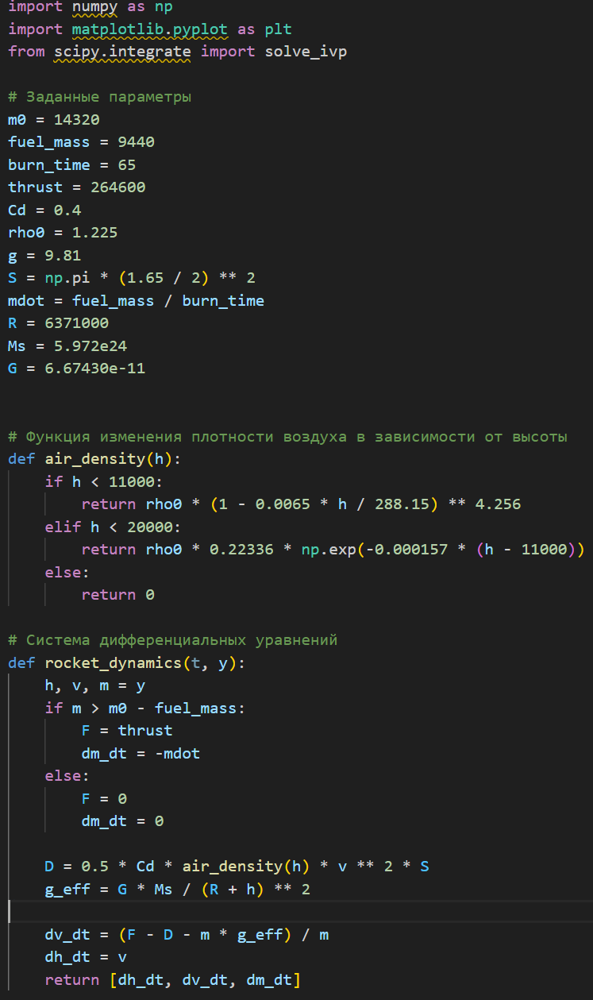 import numpy as np
import matplotlib.pyplot as plt
from scipy.integrate import solve_ivp
# Заданные параметры
m0 = 14320
fuel_mass = 9440
burn_time = 65
thrust = 264600
Cd = 0.4
rho0 = 1.225
g = 9.81
S = np.pi * (1.65 / 2) ** 2
mdot = fuel_mass / burn_time
R = 6371000
Ms = 5.972e24
G = 6.67430e-11
# Функция изменения плотности воздуха в зависимости от высоты
def air_density(h):
    if h < 11000:
        return rho0 * (1 - 0.0065 * h / 288.15) ** 4.256
    elif h < 20000:
        return rho0 * 0.22336 * np.exp(-0.000157 * (h - 11000))
    else:
        return 0
# Система дифференциальных уравнений
def rocket_dynamics(t, y):
    h, v, m = y
    if m > m0 - fuel_mass:
        F = thrust
        dm_dt = -mdot
    else:
        F = 0
        dm_dt = 0
    D = 0.5 * Cd * air_density(h) * v ** 2 * S
    g_eff = G * Ms / (R + h) ** 2
    dv_dt = (F - D - m * g_eff) / m
    dh_dt = v
    return [dh_dt, dv_dt, dm_dt]